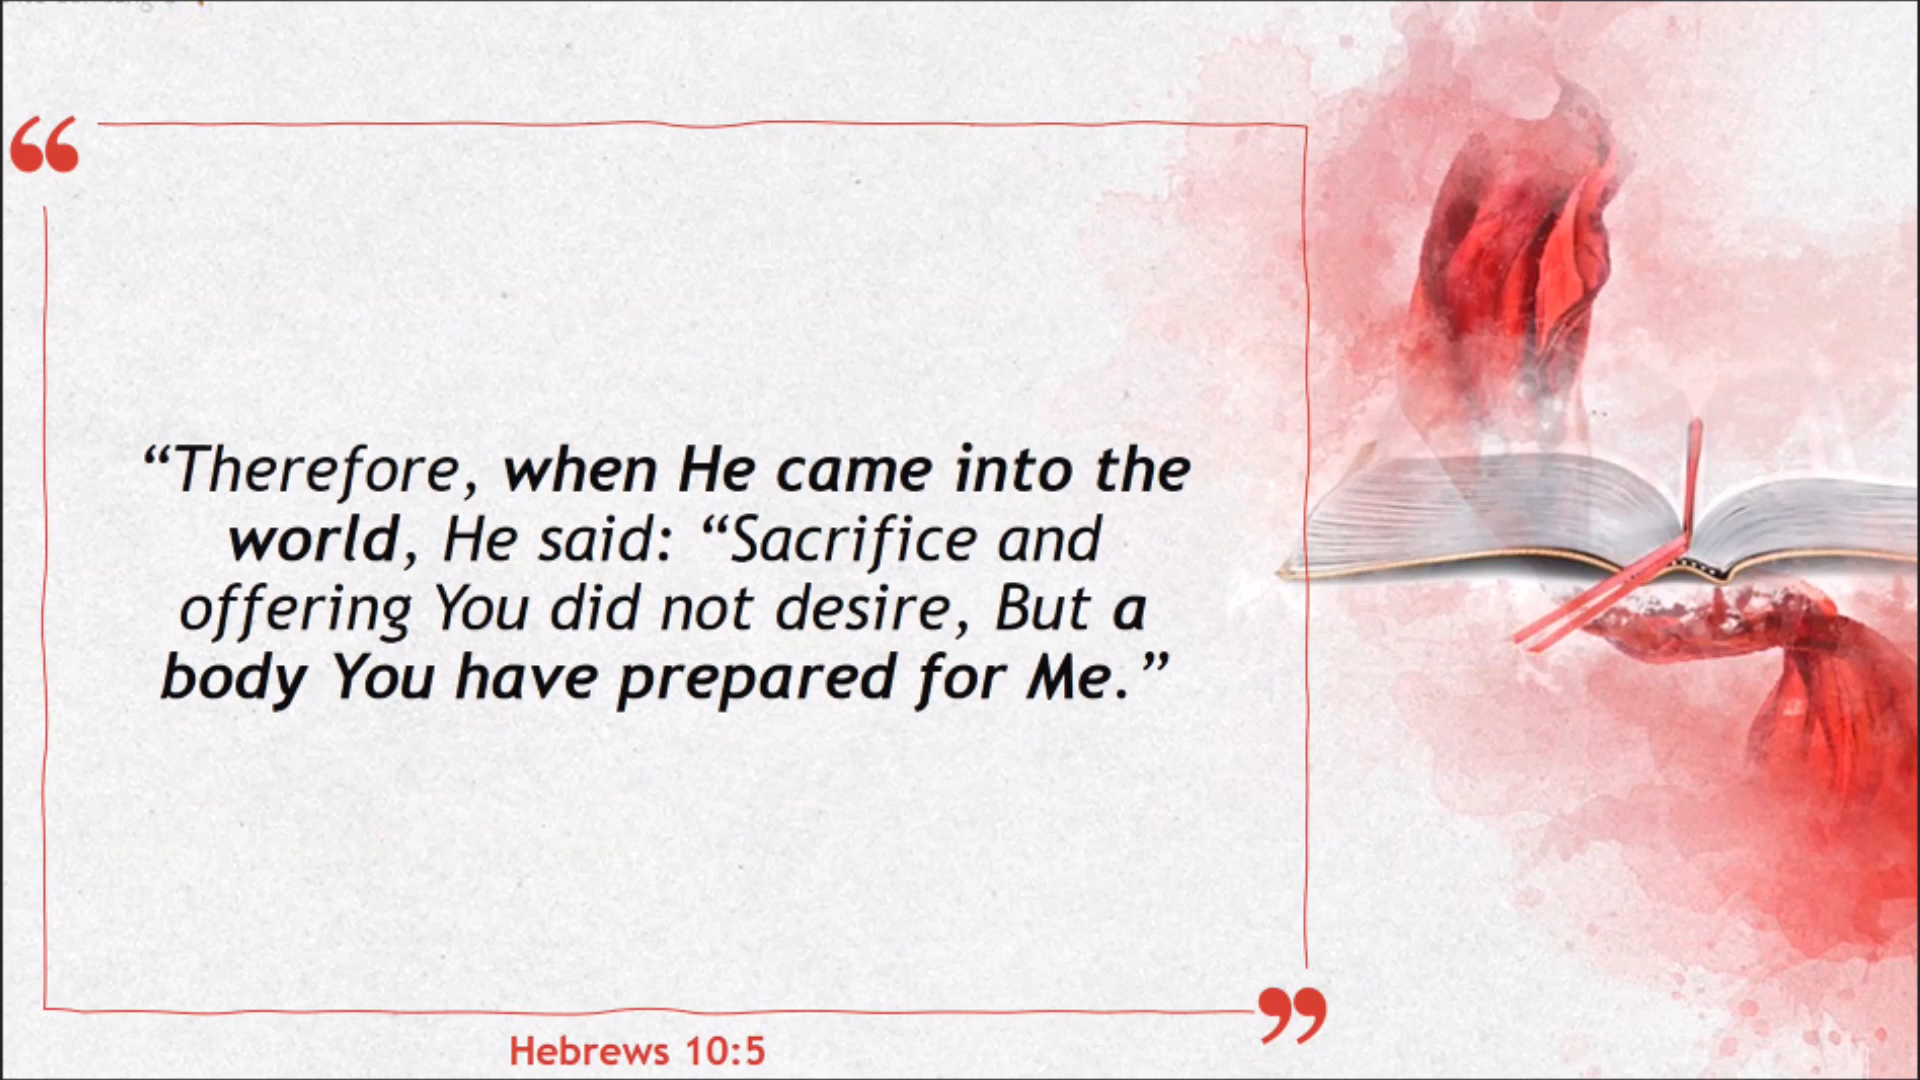 “Therefore, when He came into the
world, He said: “Sacrifice and
offering You did not desire, But a
body You have prepared for Me.”
Hebrews 10:5